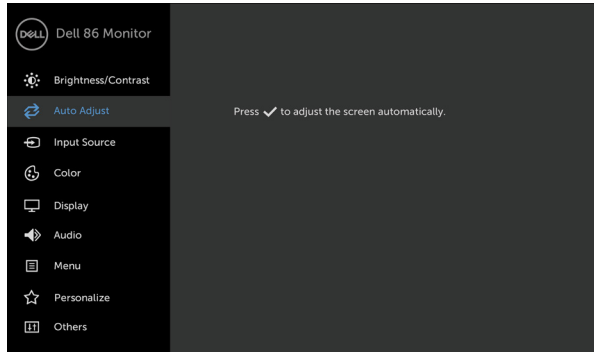 DELL Dell 86 Monitor
Brightness/Contrast
Auto Adjust
Press ✓ to adjust the screen automatically.
Input Source
Color
Display
Audio
Menu
Personalize
Others